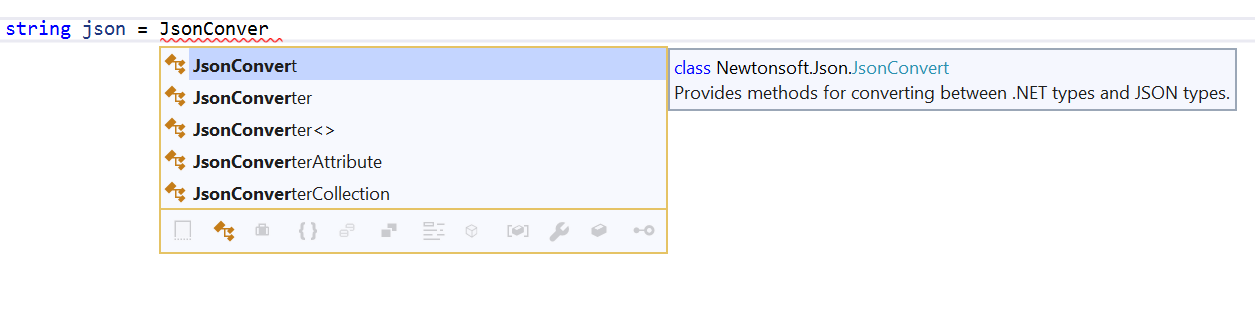 string json = JsonConver
JsonConvert
class Newtonsoft.Json.JsonConvert
Provides methods for converting between .NET types and JSON types.
JsonConverter
JsonConverter<>
JsonConverterAttribute
JsonConverterCollection